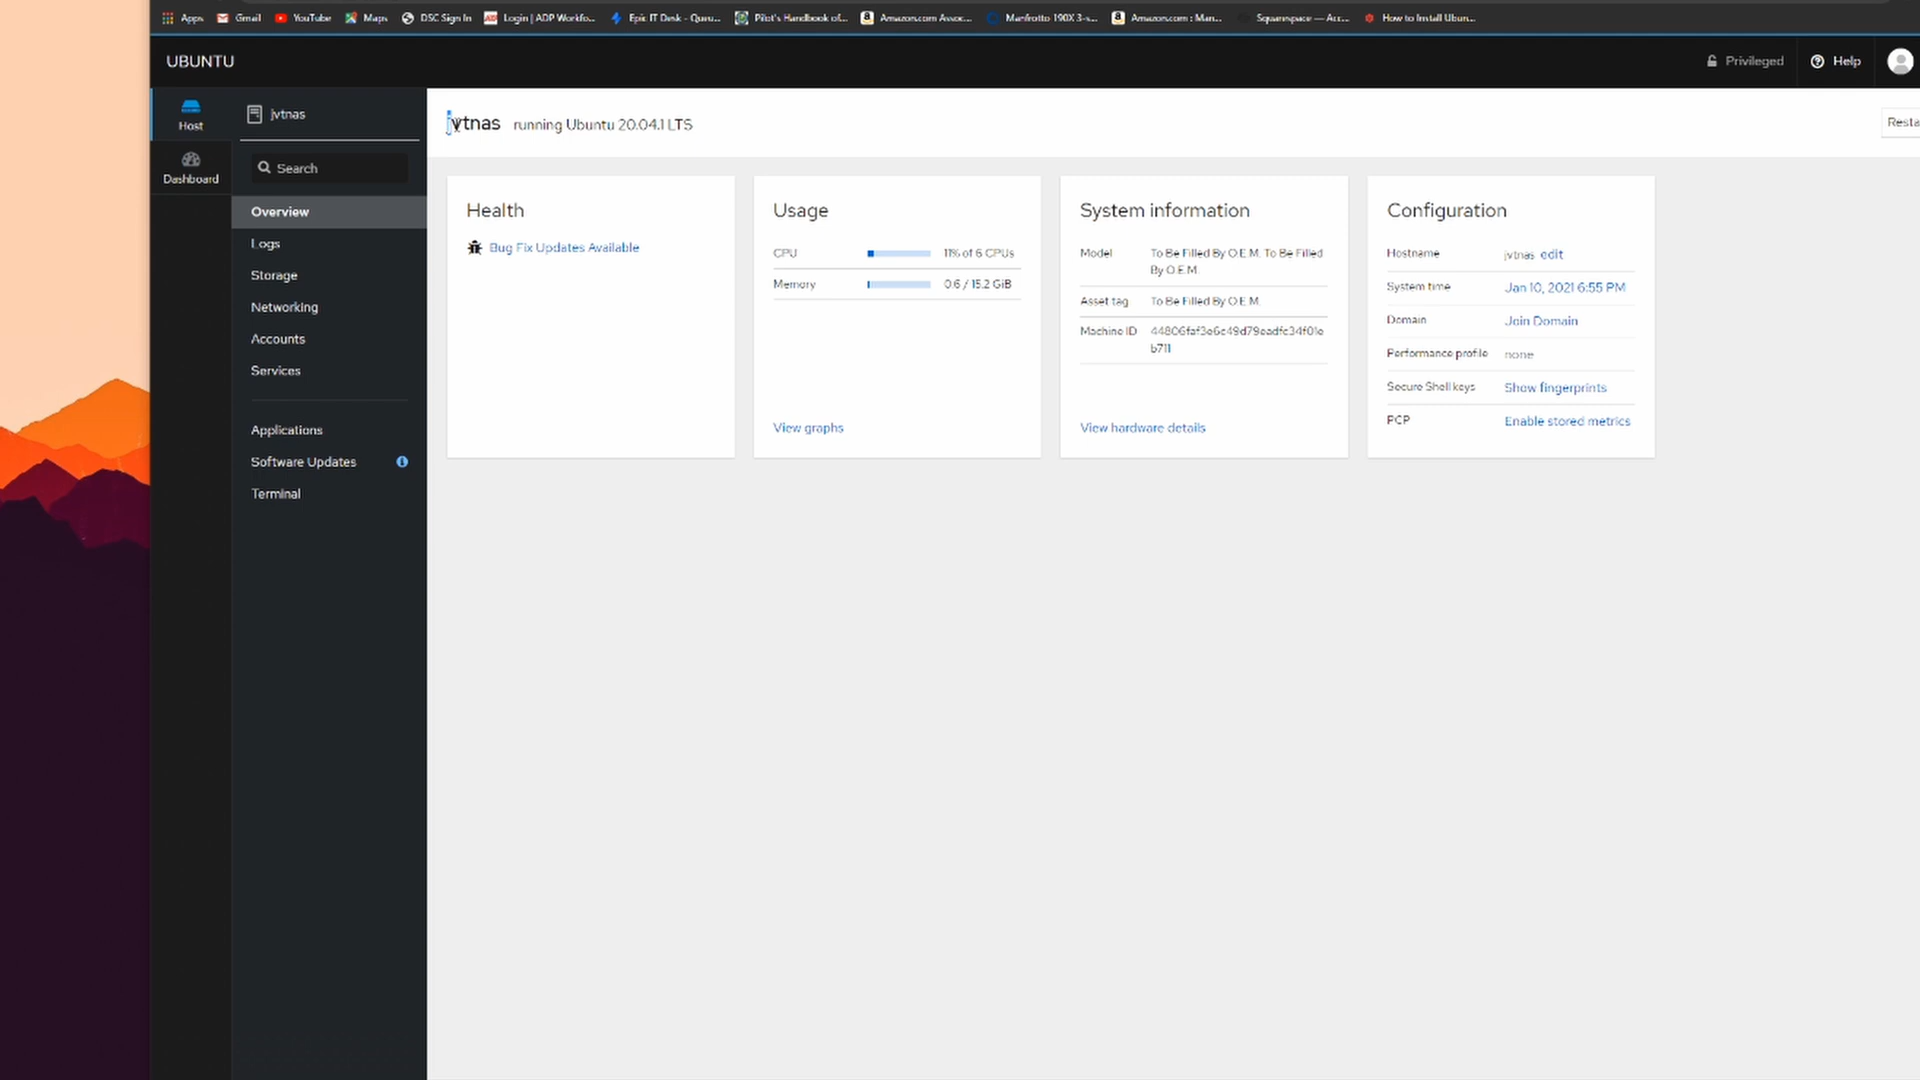 Apps Gmail YouTube Maps DSC Sign In Login | ADP Workfo... Epic IT Desk - Queu... Pilot's Handbook of... Amazon.com Assoc... Manfrotto 190X 3-s... Amazon.com : Man... Squarespace — Acc... How to Install Ubun...
UBUNTU
Privileged
Help
Host
Dashboard
jvtnas
Search
Overview
Logs
Storage
Networking
Accounts
Services
Applications
Software Updates
Terminal
jvtnas running Ubuntu 20.04.1 LTS
Resta
Health
Bug Fix Updates Available
Usage
CPU 11% of 6 CPUs
Memory 0.6 / 15.2 GiB
View graphs
System information
Model To Be Filled By O.E.M. To Be Filled
By O.E.M.
Asset tag To Be Filled By O.E.M.
Machine ID
View hardware details
Configuration
Hostname jvtnas edit
System time Jan 10, 2021 6:55 PM
Domain Join Domain
Performance profile none
Secure Shell keys Show fingerprints
PCP Enable stored metrics